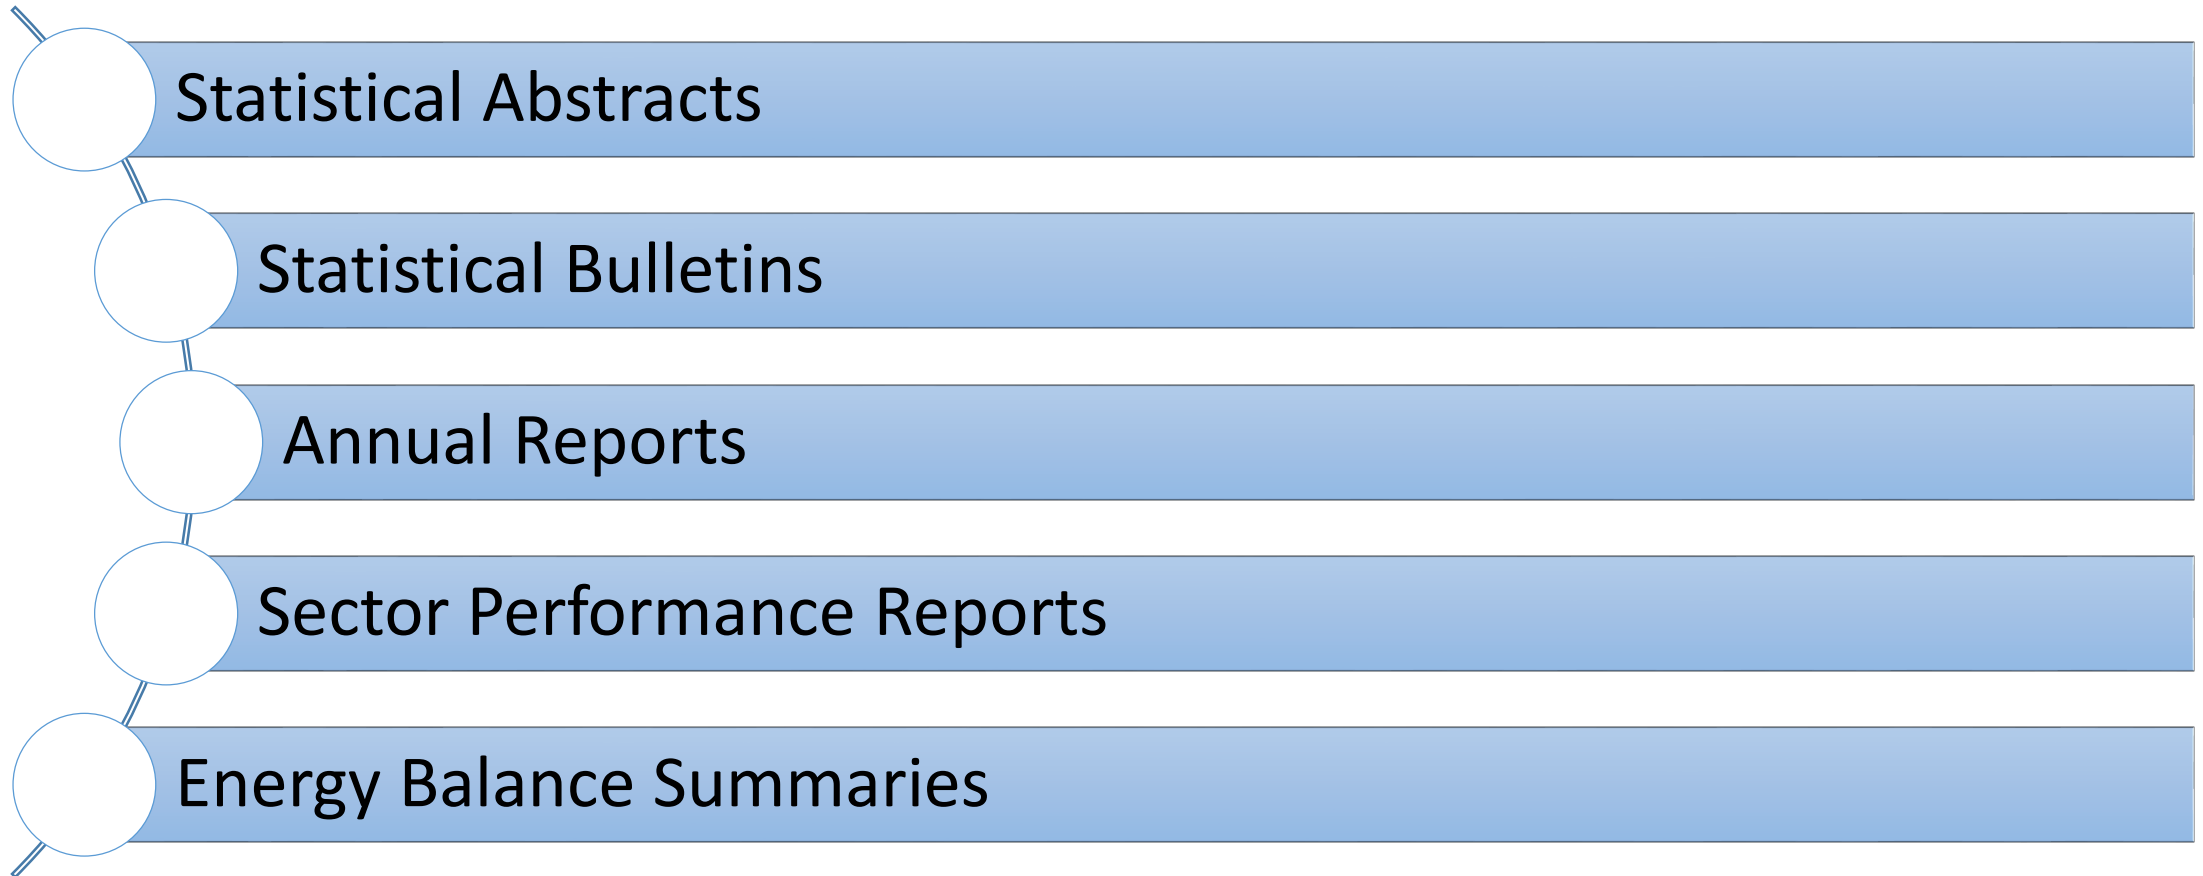 Statistical Abstracts
Statistical Bulletins
Annual Reports
Sector Performance Reports
Energy Balance Summaries